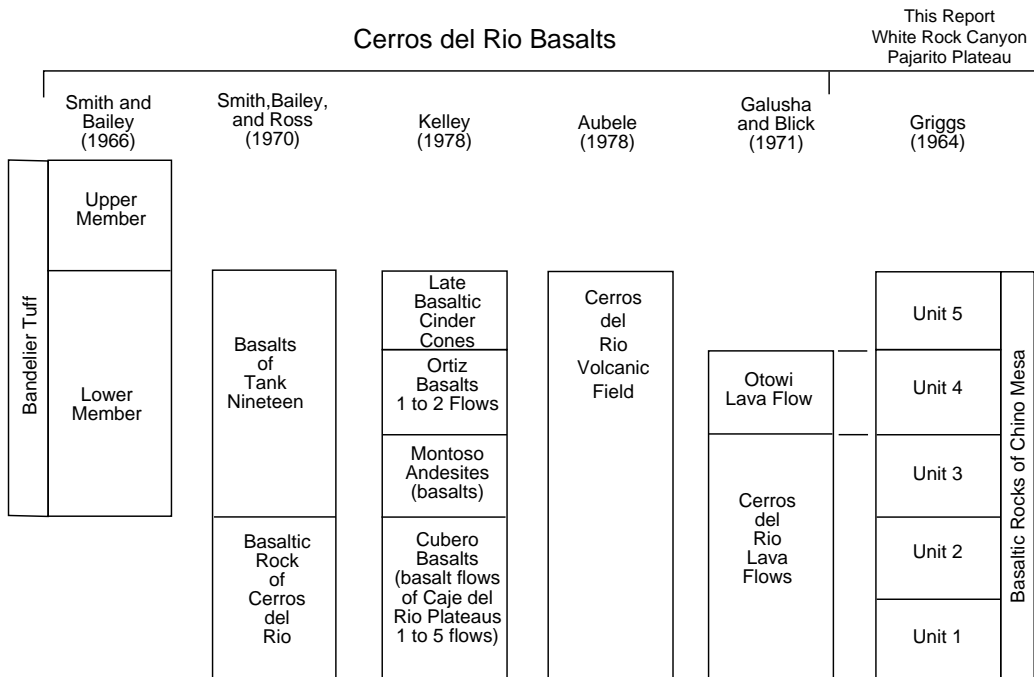 Cerros del Rio Basalts
This Report
White Rock Canyon
Pajarito Plateau
Smith and
Bailey
(1966)
Smith,Bailey,
and Ross
(1970)
Kelley
(1978)
Aubele
(1978)
Galusha
and Blick
(1971)
Griggs
(1964)
Bandelier Tuff
Upper
Member
Lower
Member
Basalts
of
Tank
Nineteen
Basaltic
Rock
of
Cerros
del
Rio
Late
Basaltic
Cinder
Cones
Ortiz
Basalts
1 to 2 Flows
Montoso
Andesites
(basalts)
Cubero
Basalts
(basalt flows
of Caje del
Rio Plateaus
1 to 5 flows)
Cerros
del
Rio
Volcanic
Field
Otowi
Lava Flow
Cerros
del
Rio
Lava
Flows
Unit 5
Unit 4
Unit 3
Unit 2
Unit 1
Basaltic Rocks of Chino Mesa